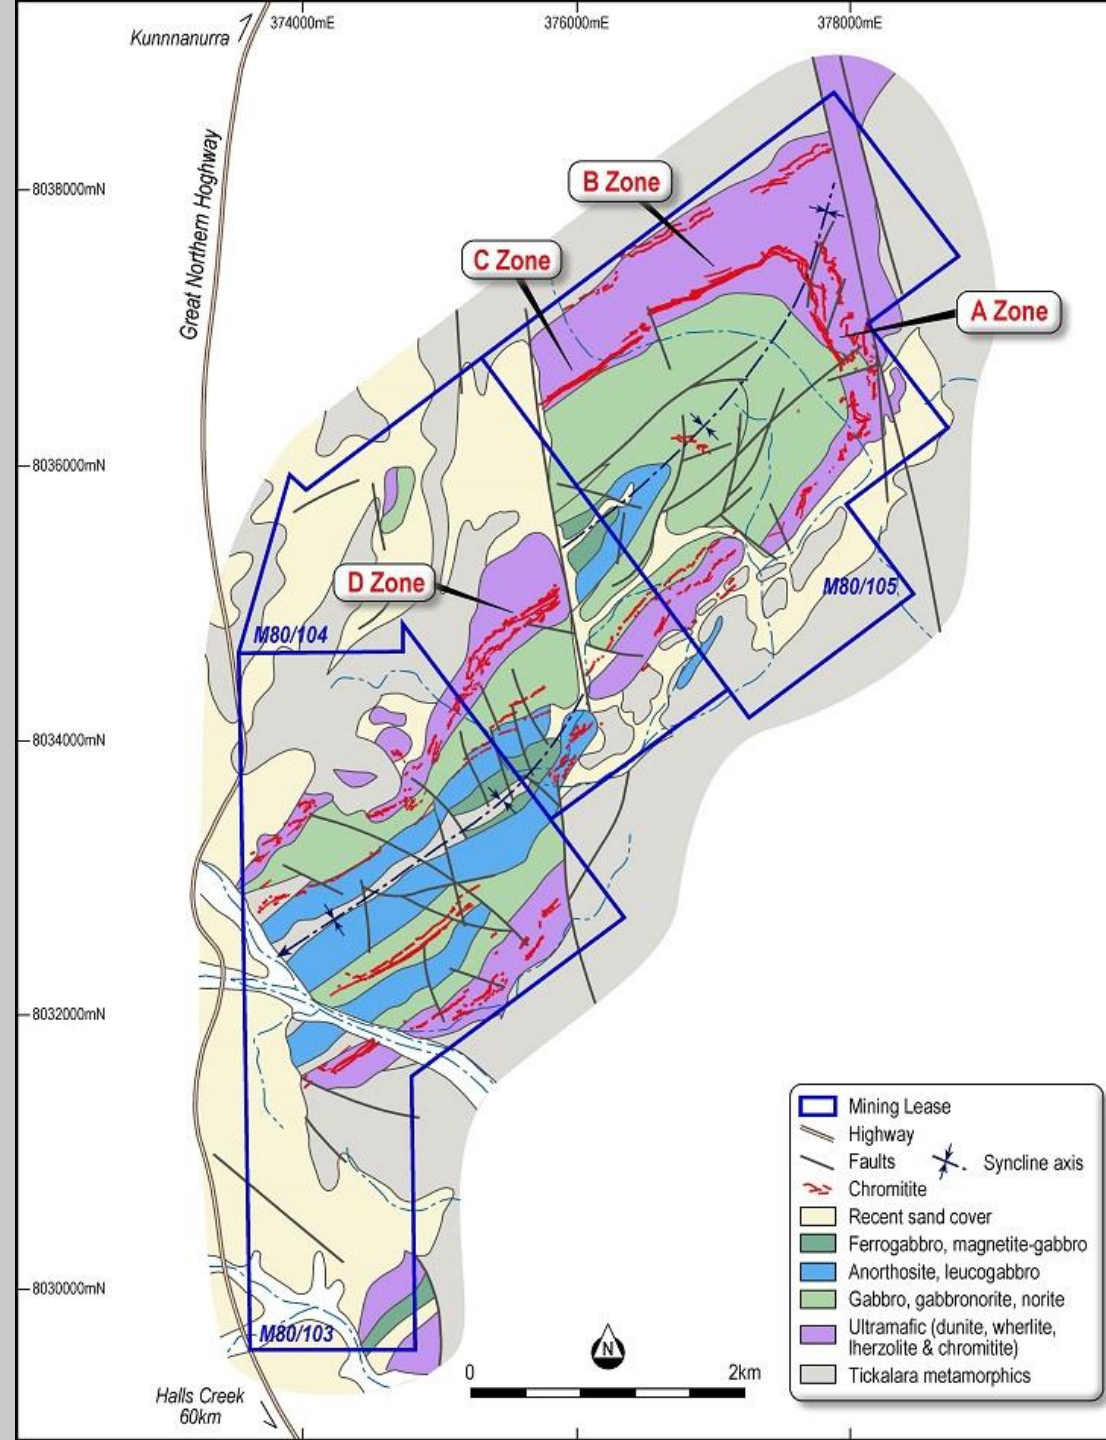 374000mE
376000mE
378000mE
Kunnnanurra
8038000mN
Great Northern Hoghway
B Zone
C Zone
A Zone
8036000mN
D Zone
M80/105
M80/104
8034000mN
8032000mN
8030000mN
M80/103
Halls Creek
60km
N
0
2km
Mining Lease
Highway
Faults
Syncline axis
Chromitite
Recent sand cover
Ferrogabbro, magnetite-gabbro
Anorthosite, leucogabbro
Gabbro, gabbronorite, norite
Ultramafic (dunite, wherlite,
lherzolite & chromitite)
Tickalara metamorphics